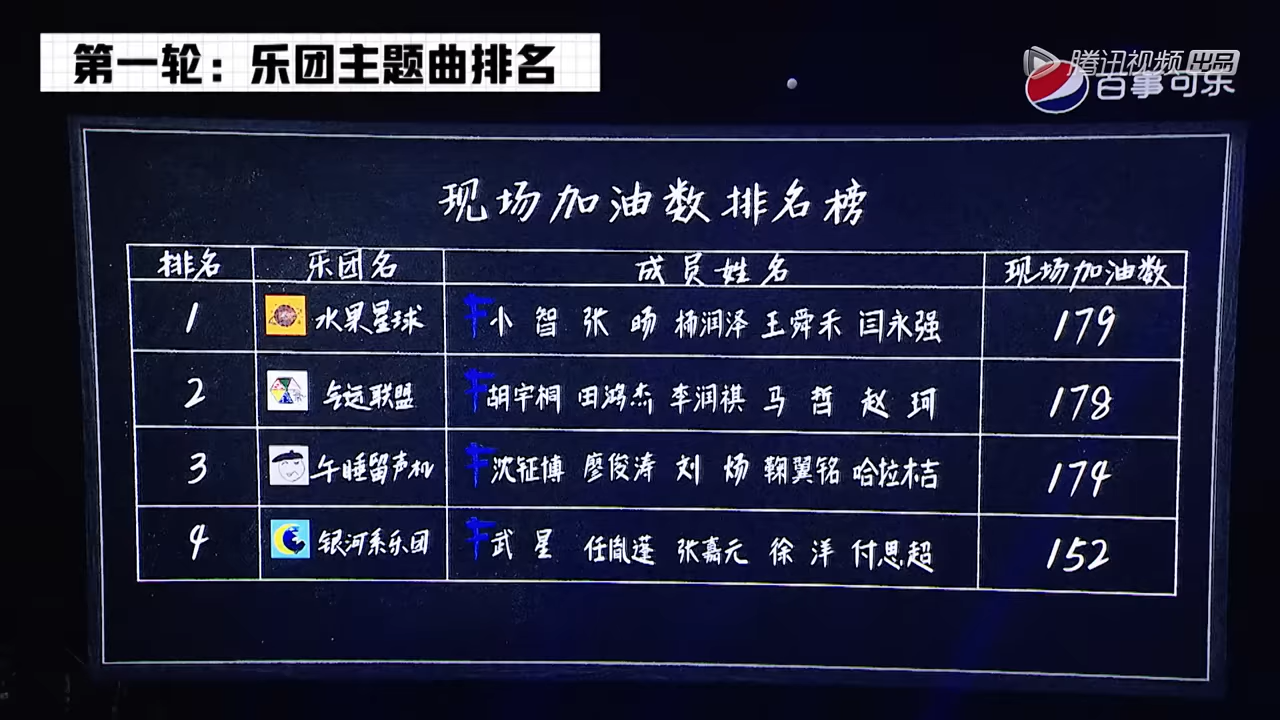 第一轮：乐团主题曲排名
腾讯视频 出品
百事可乐
现场加油数排名榜
排名 乐团名 成员姓名 现场加油数
1 水果星球 小智 张旸 杨润泽 王舜禾 闫永强 179
2 气运联盟 胡宇桐 田鸿杰 李润祺 马哲 赵珂 178
3 午睡留声机 沈钲博 廖俊涛 刘炀 鞠翼铭 哈拉木吉 174
4 银河系乐团 武星 任胤蓬 张嘉元 徐洋 付思超 152